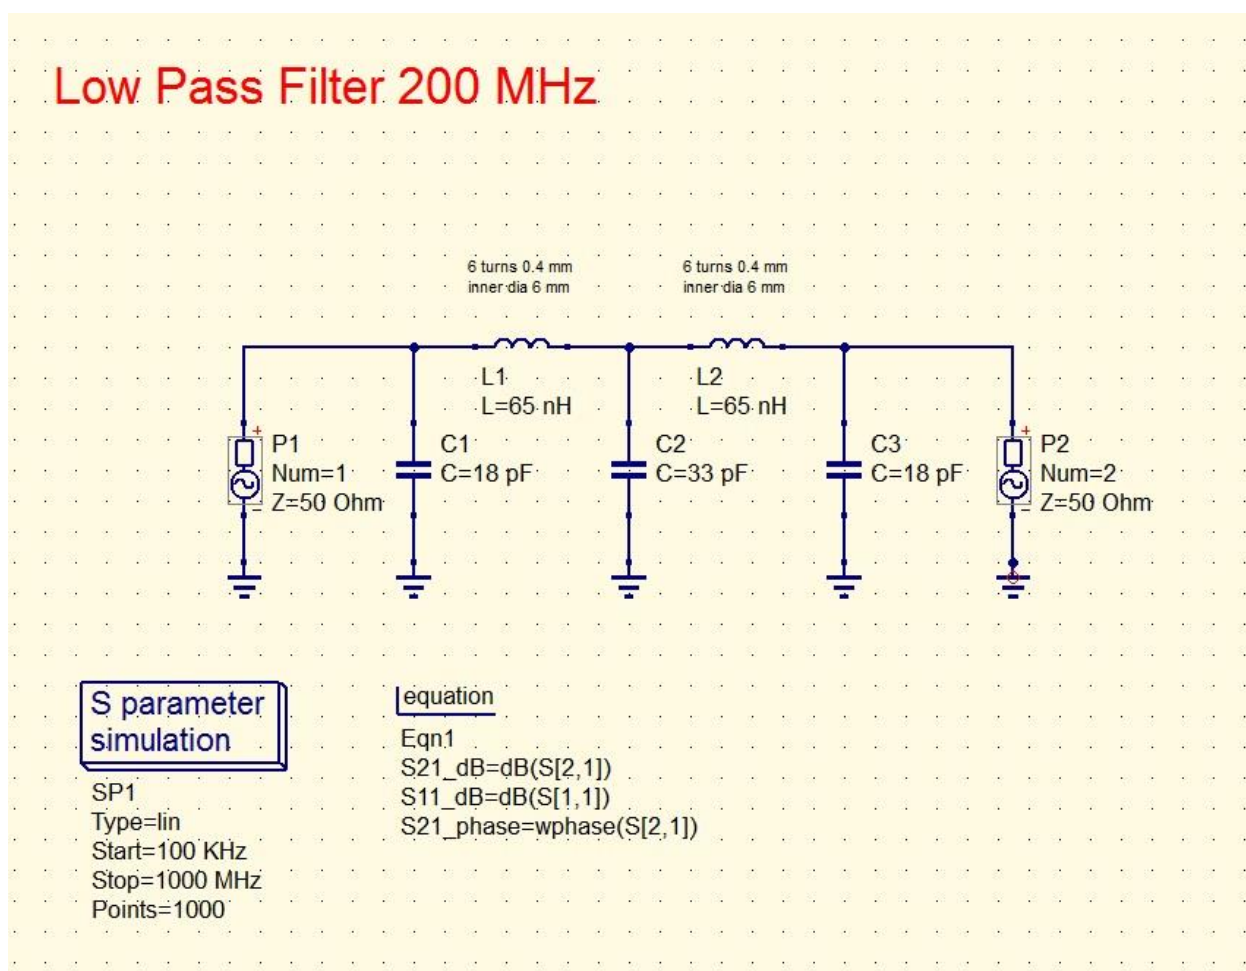 Low Pass Filter 200 MHz
6 turns 0.4 mm
inner dia 6 mm
6 turns 0.4 mm
inner dia 6 mm
L1
L=65 nH
L2
L=65 nH
P1
Num=1
Z=50 Ohm
C1
C=18 pF
C2
C=33 pF
C3
C=18 pF
P2
Num=2
Z=50 Ohm
S parameter
simulation
SP1
Type=lin
Start=100 KHz
Stop=1000 MHz
Points=1000
equation
Eqn1
S21_dB=dB(S[2,1])
S11_dB=dB(S[1,1])
S21_phase=wphase(S[2,1])